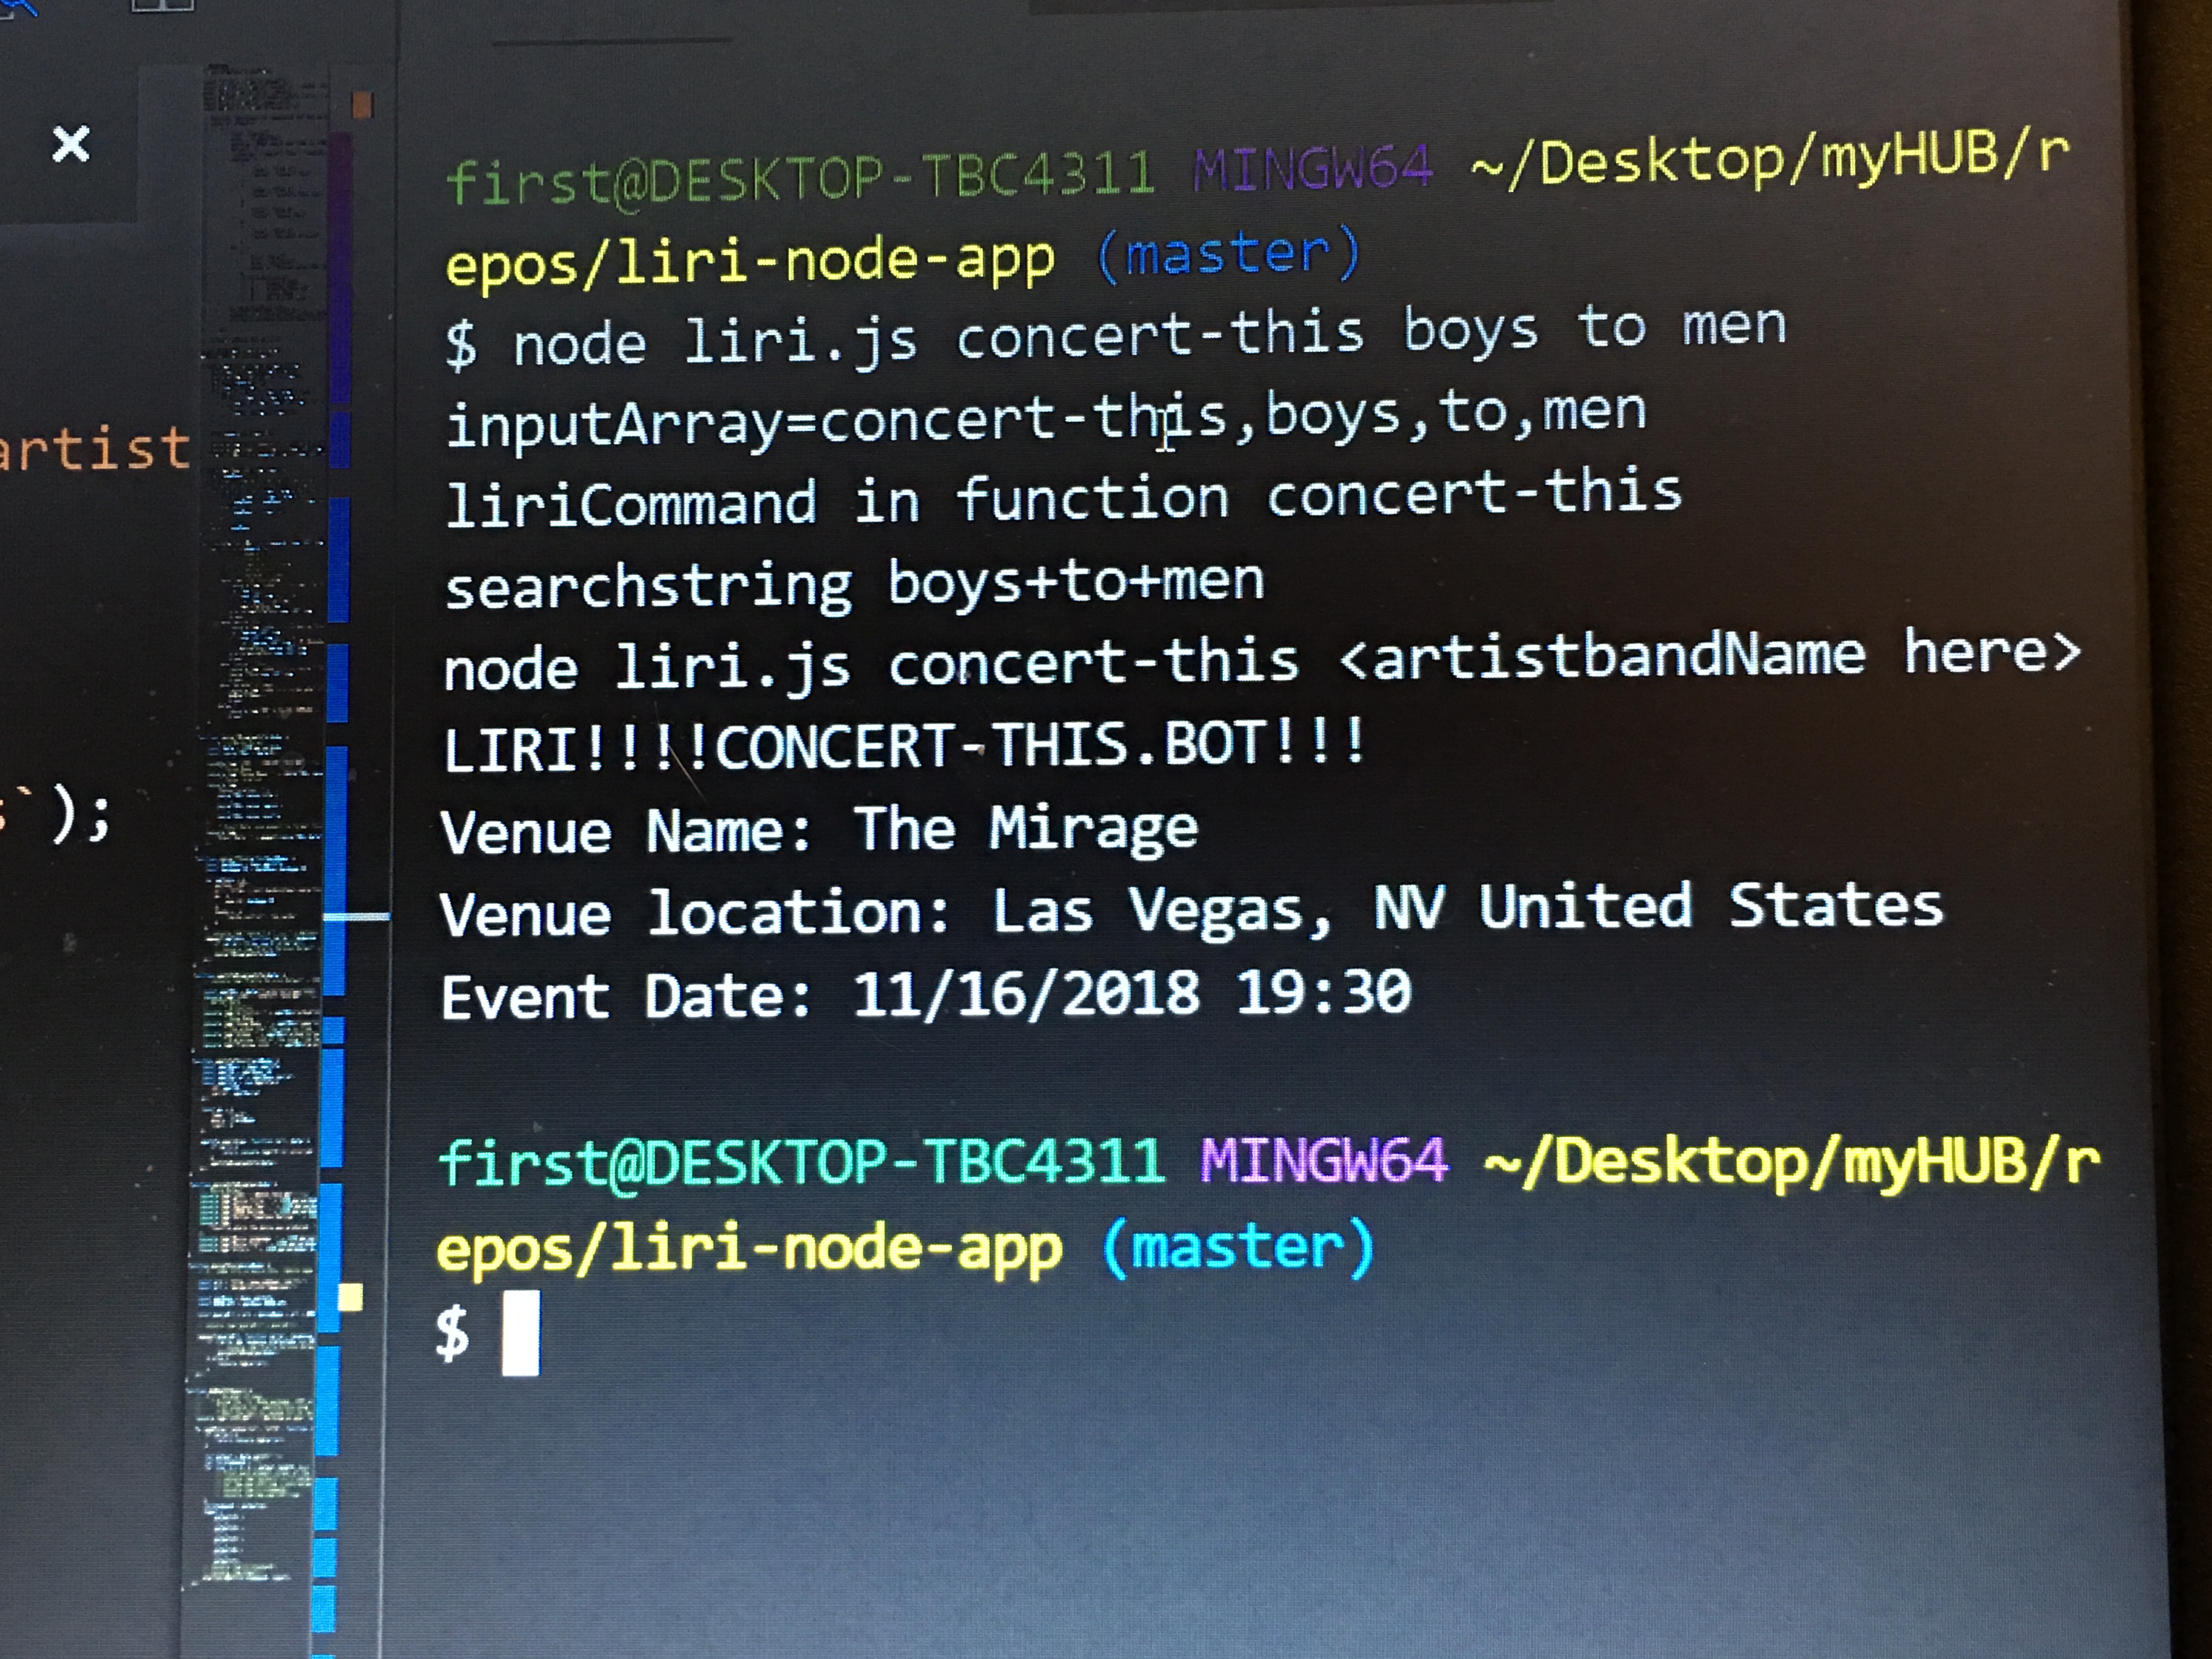 first@DESKTOP-TBC4311 MINGW64 ~/Desktop/myHUB/r
epos/liri-node-app (master)
$ node liri.js concert-this boys to men
inputArray=concert-this,boys,to,men
liriCommand in function concert-this
searchstring boys+to+men
node liri.js concert-this <artistbandName here>
LIRI!!!!CONCERT-THIS.BOT!!!
Venue Name: The Mirage
Venue location: Las Vegas, NV United States
Event Date: 11/16/2018 19:30
first@DESKTOP-TBC4311 MINGW64 ~/Desktop/myHUB/r
epos/liri-node-app (master)
$
artist
`);